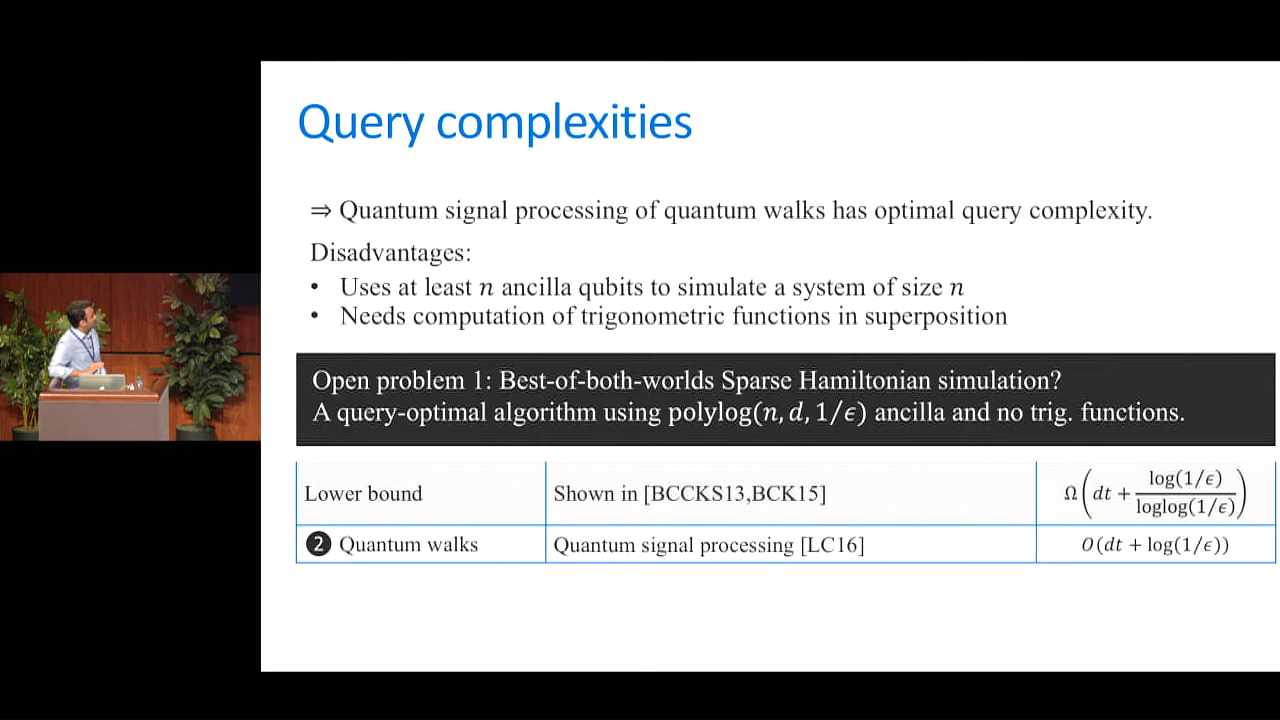 Query complexities
⇒ Quantum signal processing of quantum walks has optimal query complexity.
Disadvantages:
• Uses at least n ancilla qubits to simulate a system of size n
• Needs computation of trigonometric functions in superposition
Open problem 1: Best-of-both-worlds Sparse Hamiltonian simulation?
A query-optimal algorithm using polylog(n, d, 1/ϵ) ancilla and no trig. functions.
Lower bound Shown in [BCCKS13,BCK15] Ω(dt + log(1/ϵ)/loglog(1/ϵ))
2 Quantum walks Quantum signal processing [LC16] O(dt + log(1/ϵ))